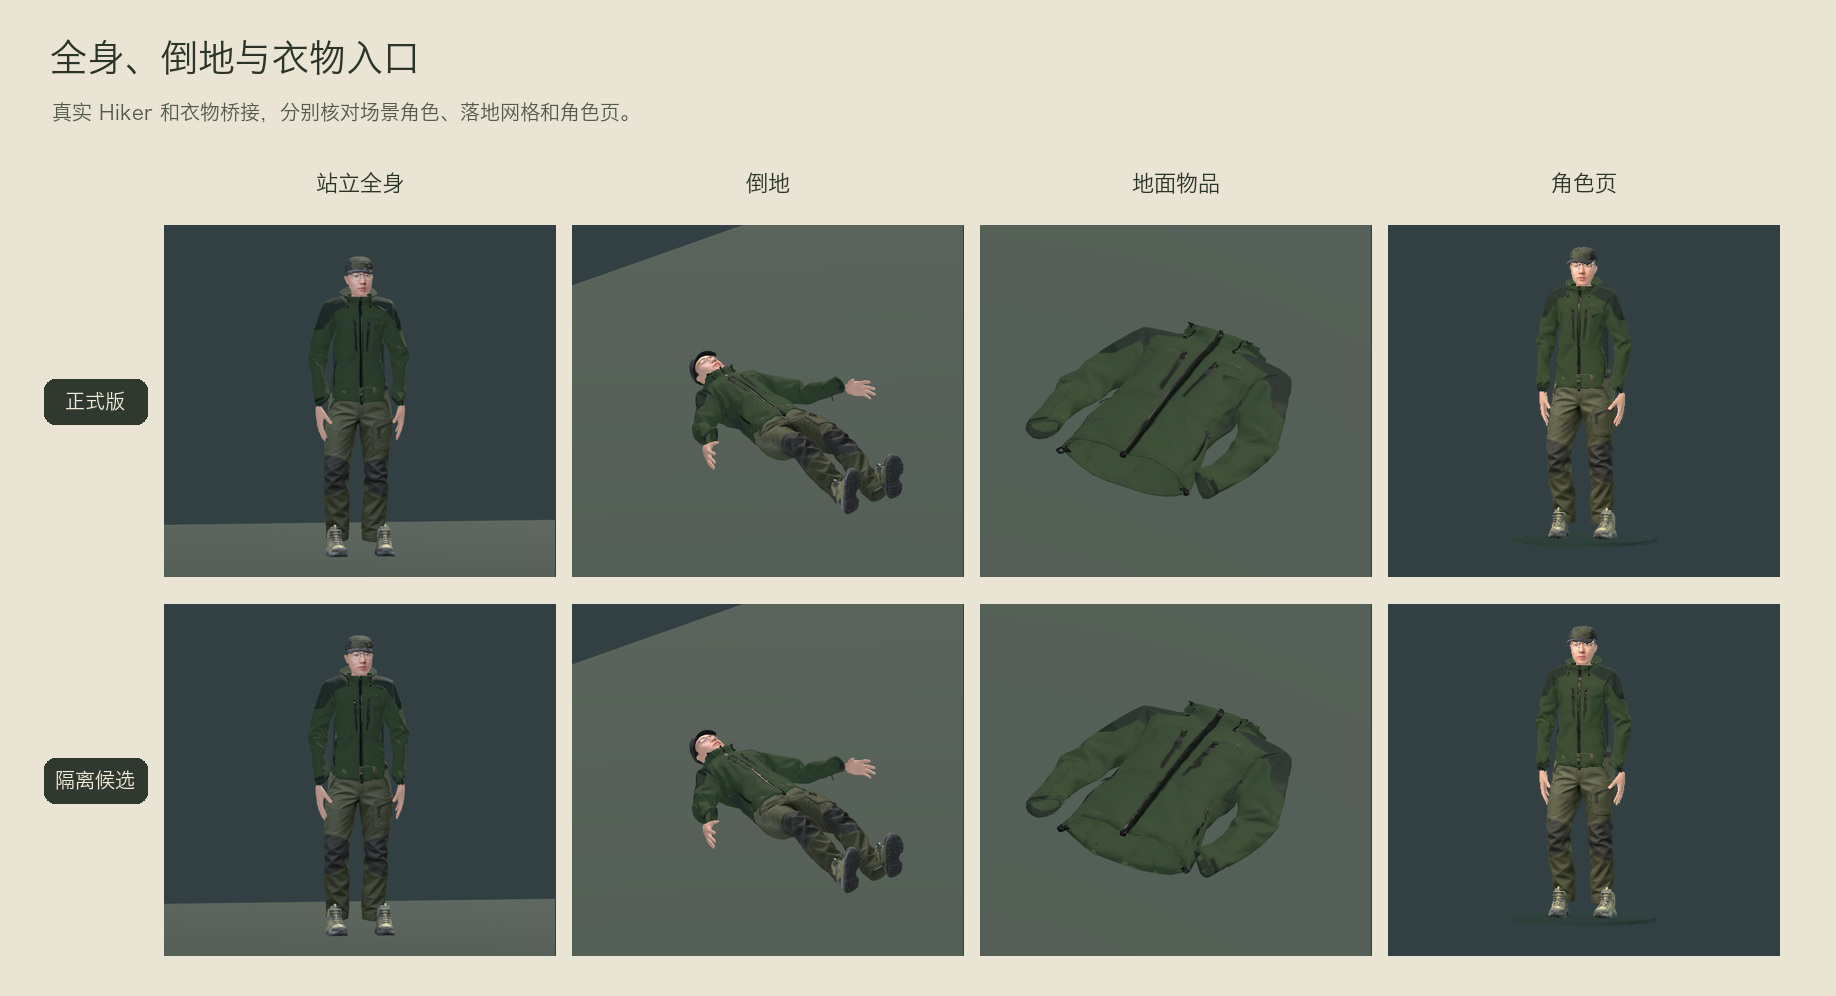 全身、倒地与衣物入口
真实 Hiker 和衣物桥接，分别核对场景角色、落地网格和角色页。
站立全身 倒地 地面物品 角色页
正式版
隔离候选